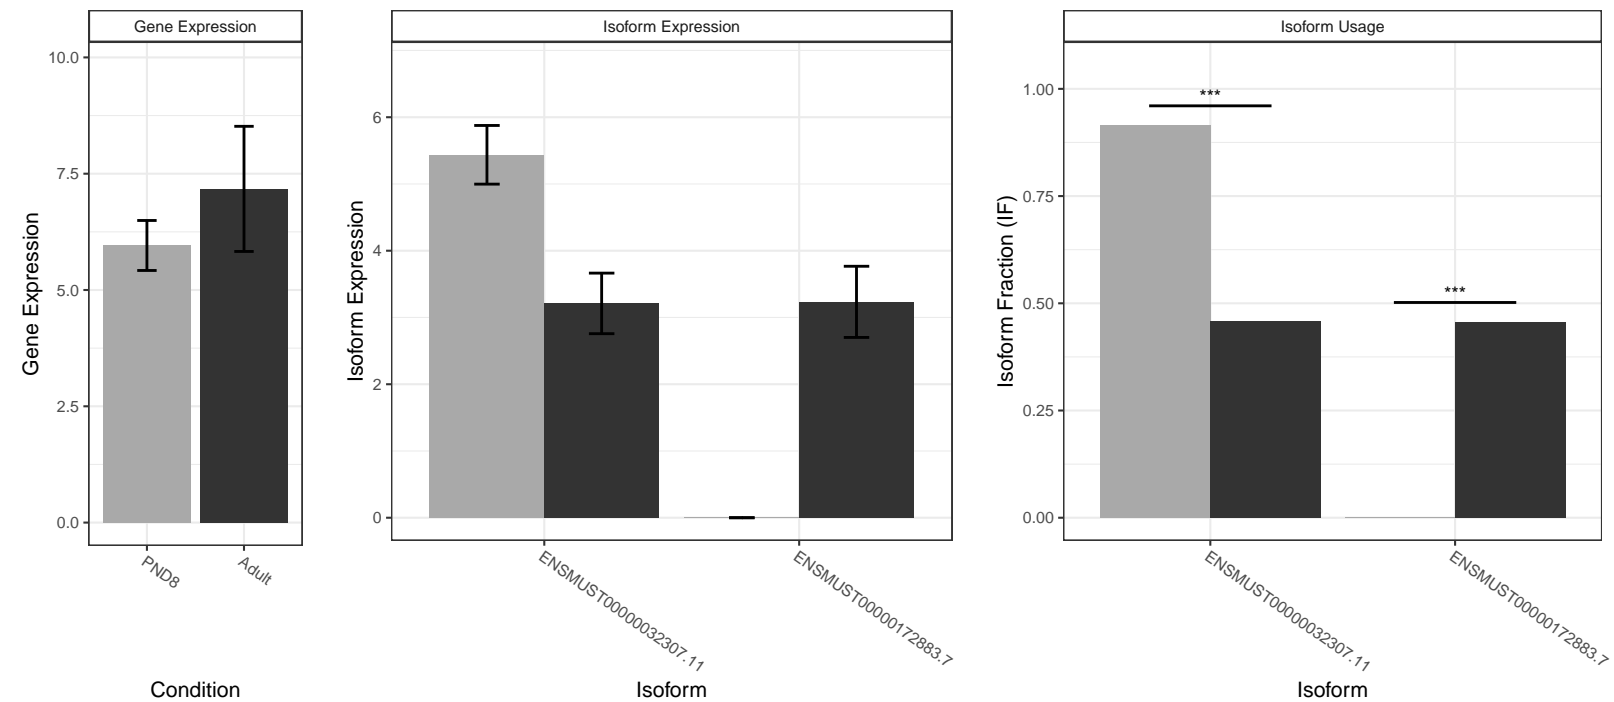 Gene Expression
Isoform Expression
Isoform Usage
Gene Expression
10.0
7.5
5.0
2.5
0.0
PND8
Adult
Condition
Isoform Expression
6
4
2
0
ENSMUST00000032307.11
ENSMUST00000172883.7
Isoform
Isoform Fraction (IF)
1.00
0.75
0.50
0.25
0.00
***
***
ENSMUST00000032307.11
ENSMUST00000172883.7
Isoform